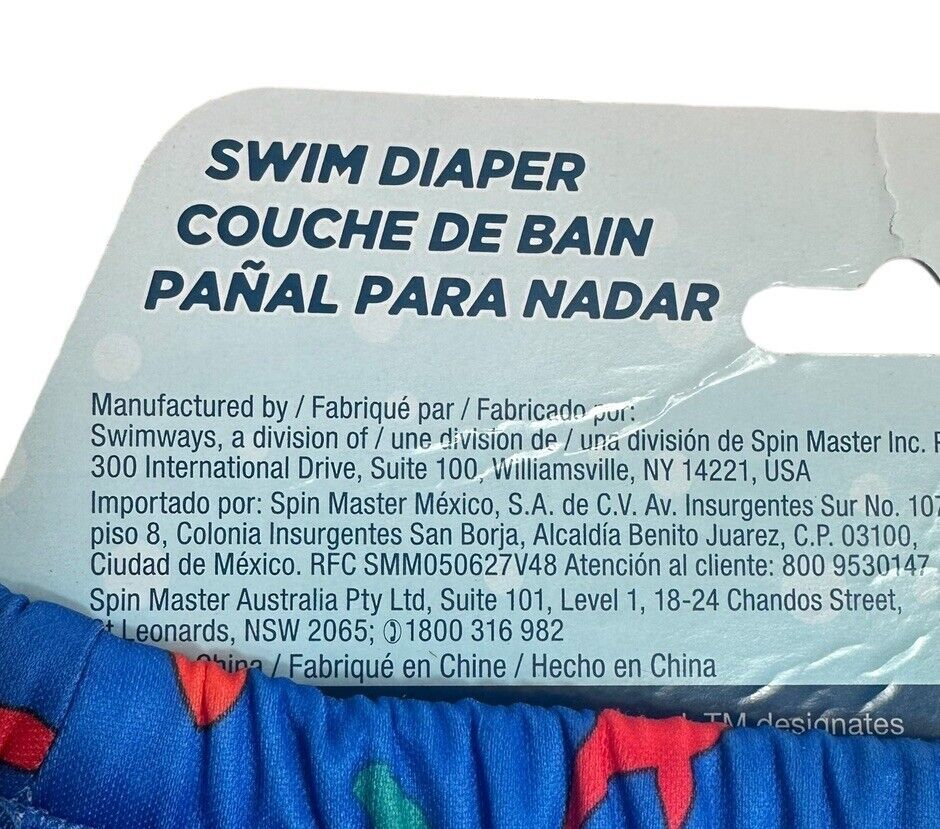 SWIM DIAPER
COUCHE DE BAIN
PAÑAL PARA NADAR
Manufactured by / Fabriqué par / Fabricado por:
Swimways, a division of / une division de / una división de Spin Master Inc.
300 International Drive, Suite 100, Williamsville, NY 14221, USA
Importado por: Spin Master México, S.A. de C.V. Av. Insurgentes Sur No. 107
piso 8, Colonia Insurgentes San Borja, Alcaldía Benito Juarez, C.P. 03100,
Ciudad de México. RFC SMM050627V48 Atención al cliente: 800 9530147
Spin Master Australia Pty Ltd, Suite 101, Level 1, 18-24 Chandos Street,
St Leonards, NSW 2065; 1800 316 982
China / Fabriqué en Chine / Hecho en China
TM designates